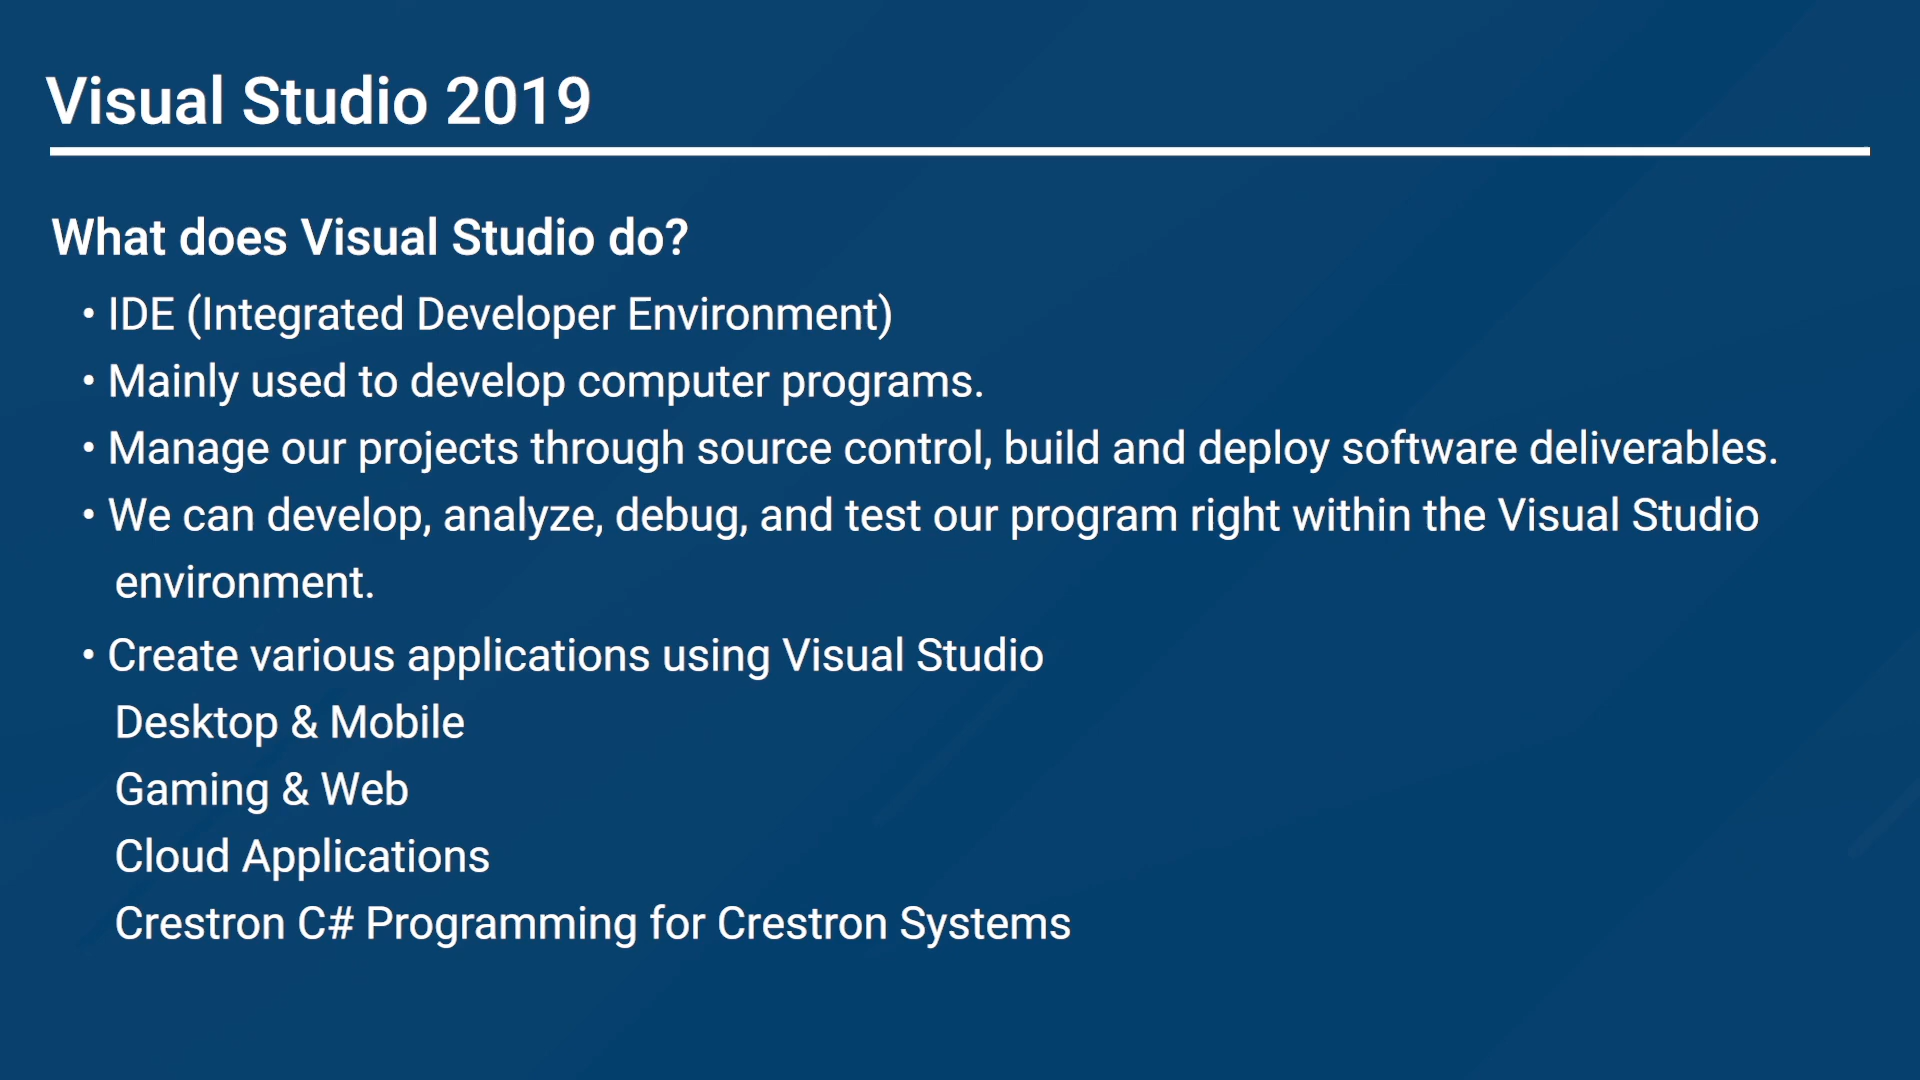 Visual Studio 2019
What does Visual Studio do?
• IDE (Integrated Developer Environment)
• Mainly used to develop computer programs.
• Manage our projects through source control, build and deploy software deliverables.
• We can develop, analyze, debug, and test our program right within the Visual Studio
environment.
• Create various applications using Visual Studio
Desktop & Mobile
Gaming & Web
Cloud Applications
Crestron C# Programming for Crestron Systems